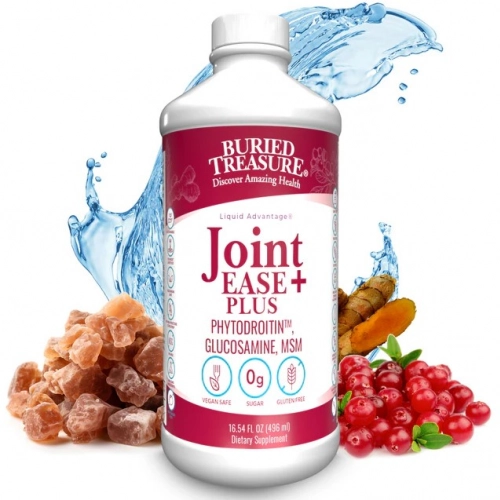 BURIED
TREASURE®
Discover Amazing Health
Liquid Advantage®
Joint
EASE+
PLUS
PHYTODROITIN™,
GLUCOSAMINE, MSM
0g
VEGAN SAFE
SUGAR
GLUTEN FREE
16.54 FL OZ (496 ml)
Dietary Supplement